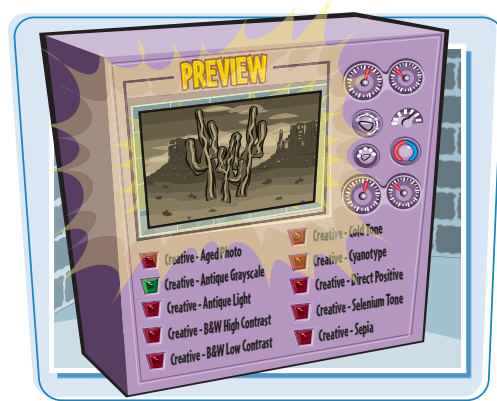 PREVIEW
Creative - Aged Photo
Creative - Antique Grayscale
Creative - Antique Light
Creative - B&W High Contrast
Creative - B&W Low Contrast
Creative - Cold Tone
Creative - Cyanotype
Creative - Direct Positive
Creative - Selenium Tone
Creative - Sepia